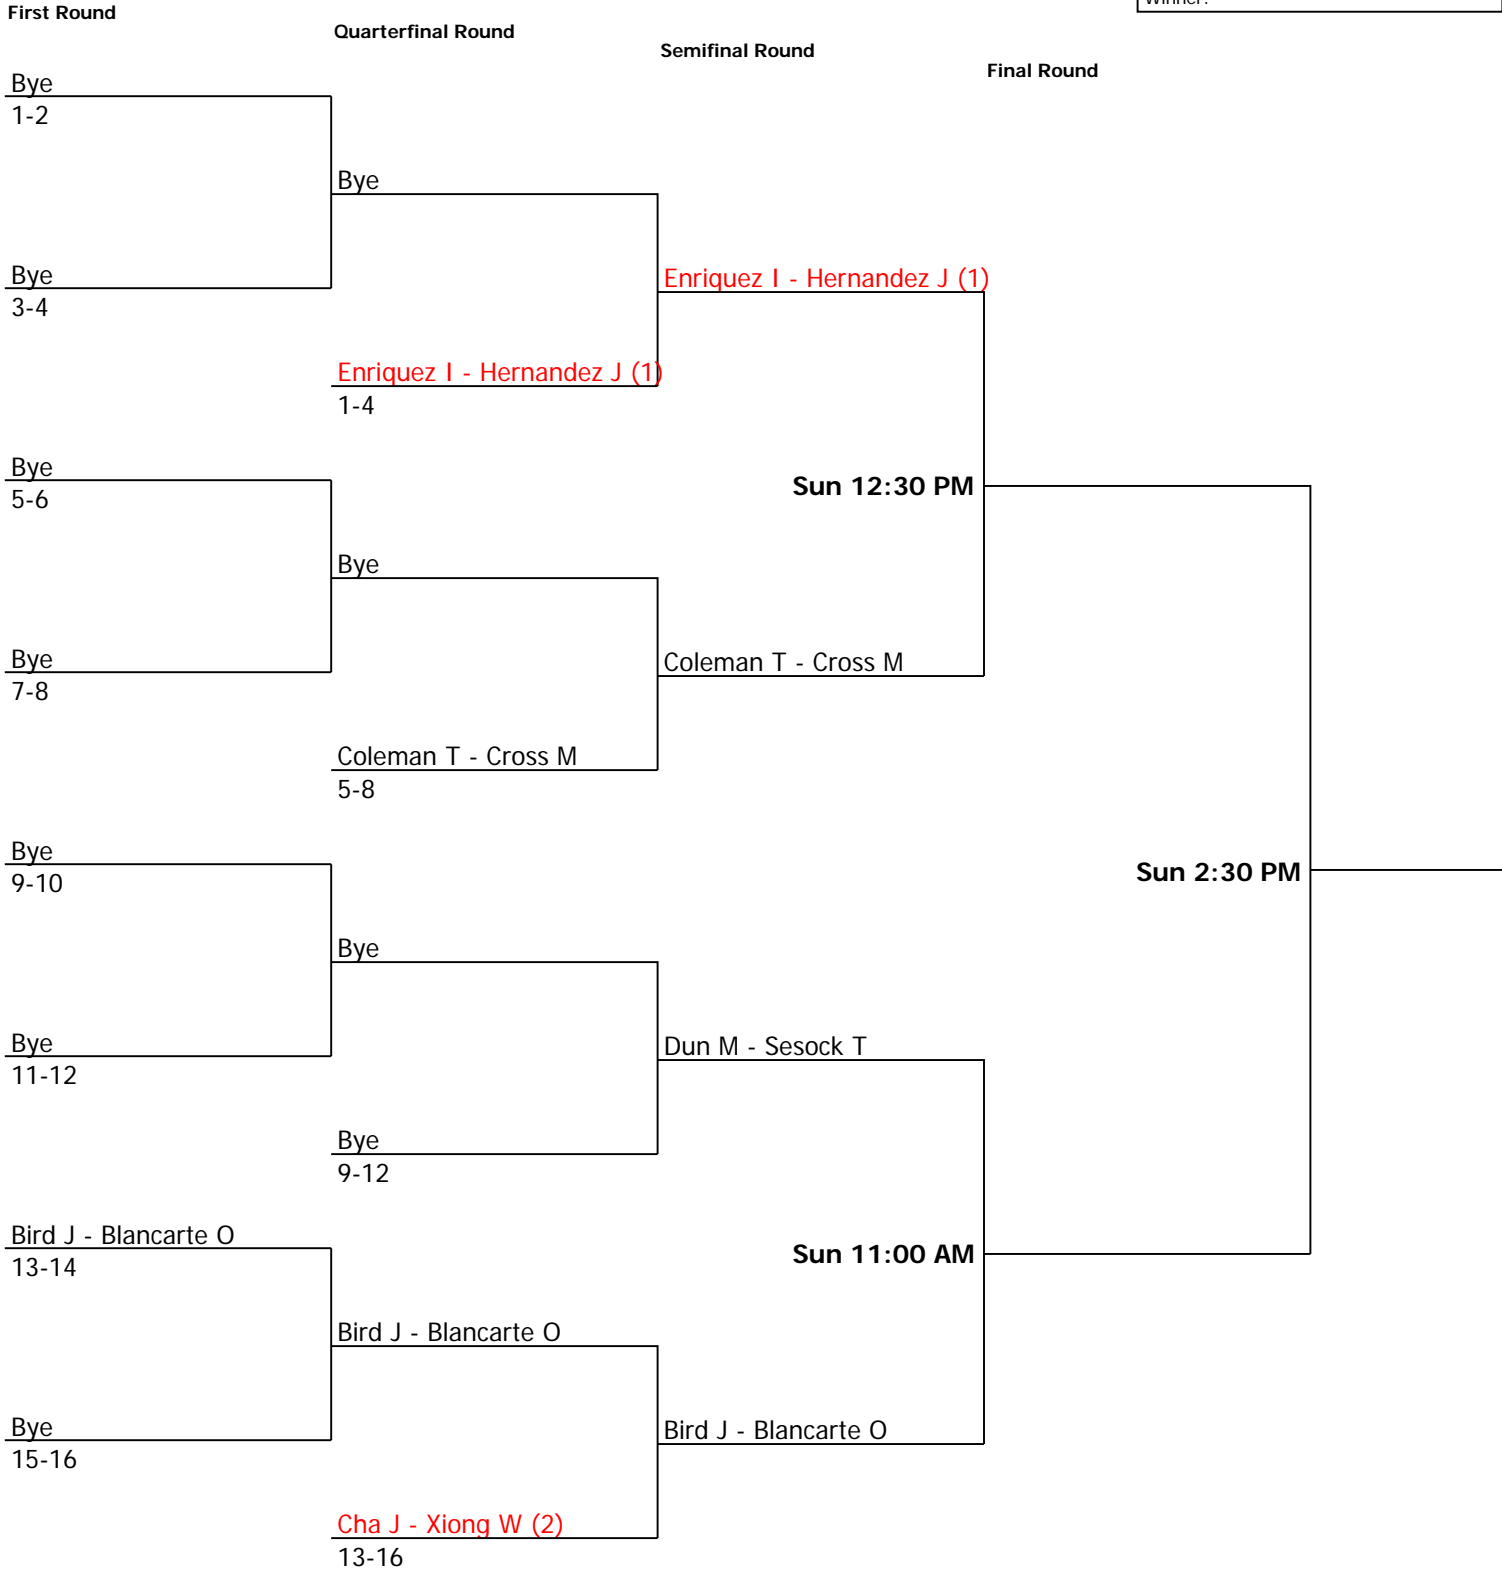 Winner:
First Round
Quarterfinal Round
Semifinal Round
Final Round
Bye
1-2
Bye
Bye
3-4
Enriquez I - Hernandez J (1)
Enriquez I - Hernandez J (1)
1-4
Bye
5-6
Sun 12:30 PM
Bye
Bye
7-8
Coleman T - Cross M
Coleman T - Cross M
5-8
Bye
9-10
Sun 2:30 PM
Bye
Bye
11-12
Dun M - Sesock T
Bye
9-12
Bird J - Blancarte O
13-14
Sun 11:00 AM
Bird J - Blancarte O
Bye
15-16
Bird J - Blancarte O
Cha J - Xiong W (2)
13-16